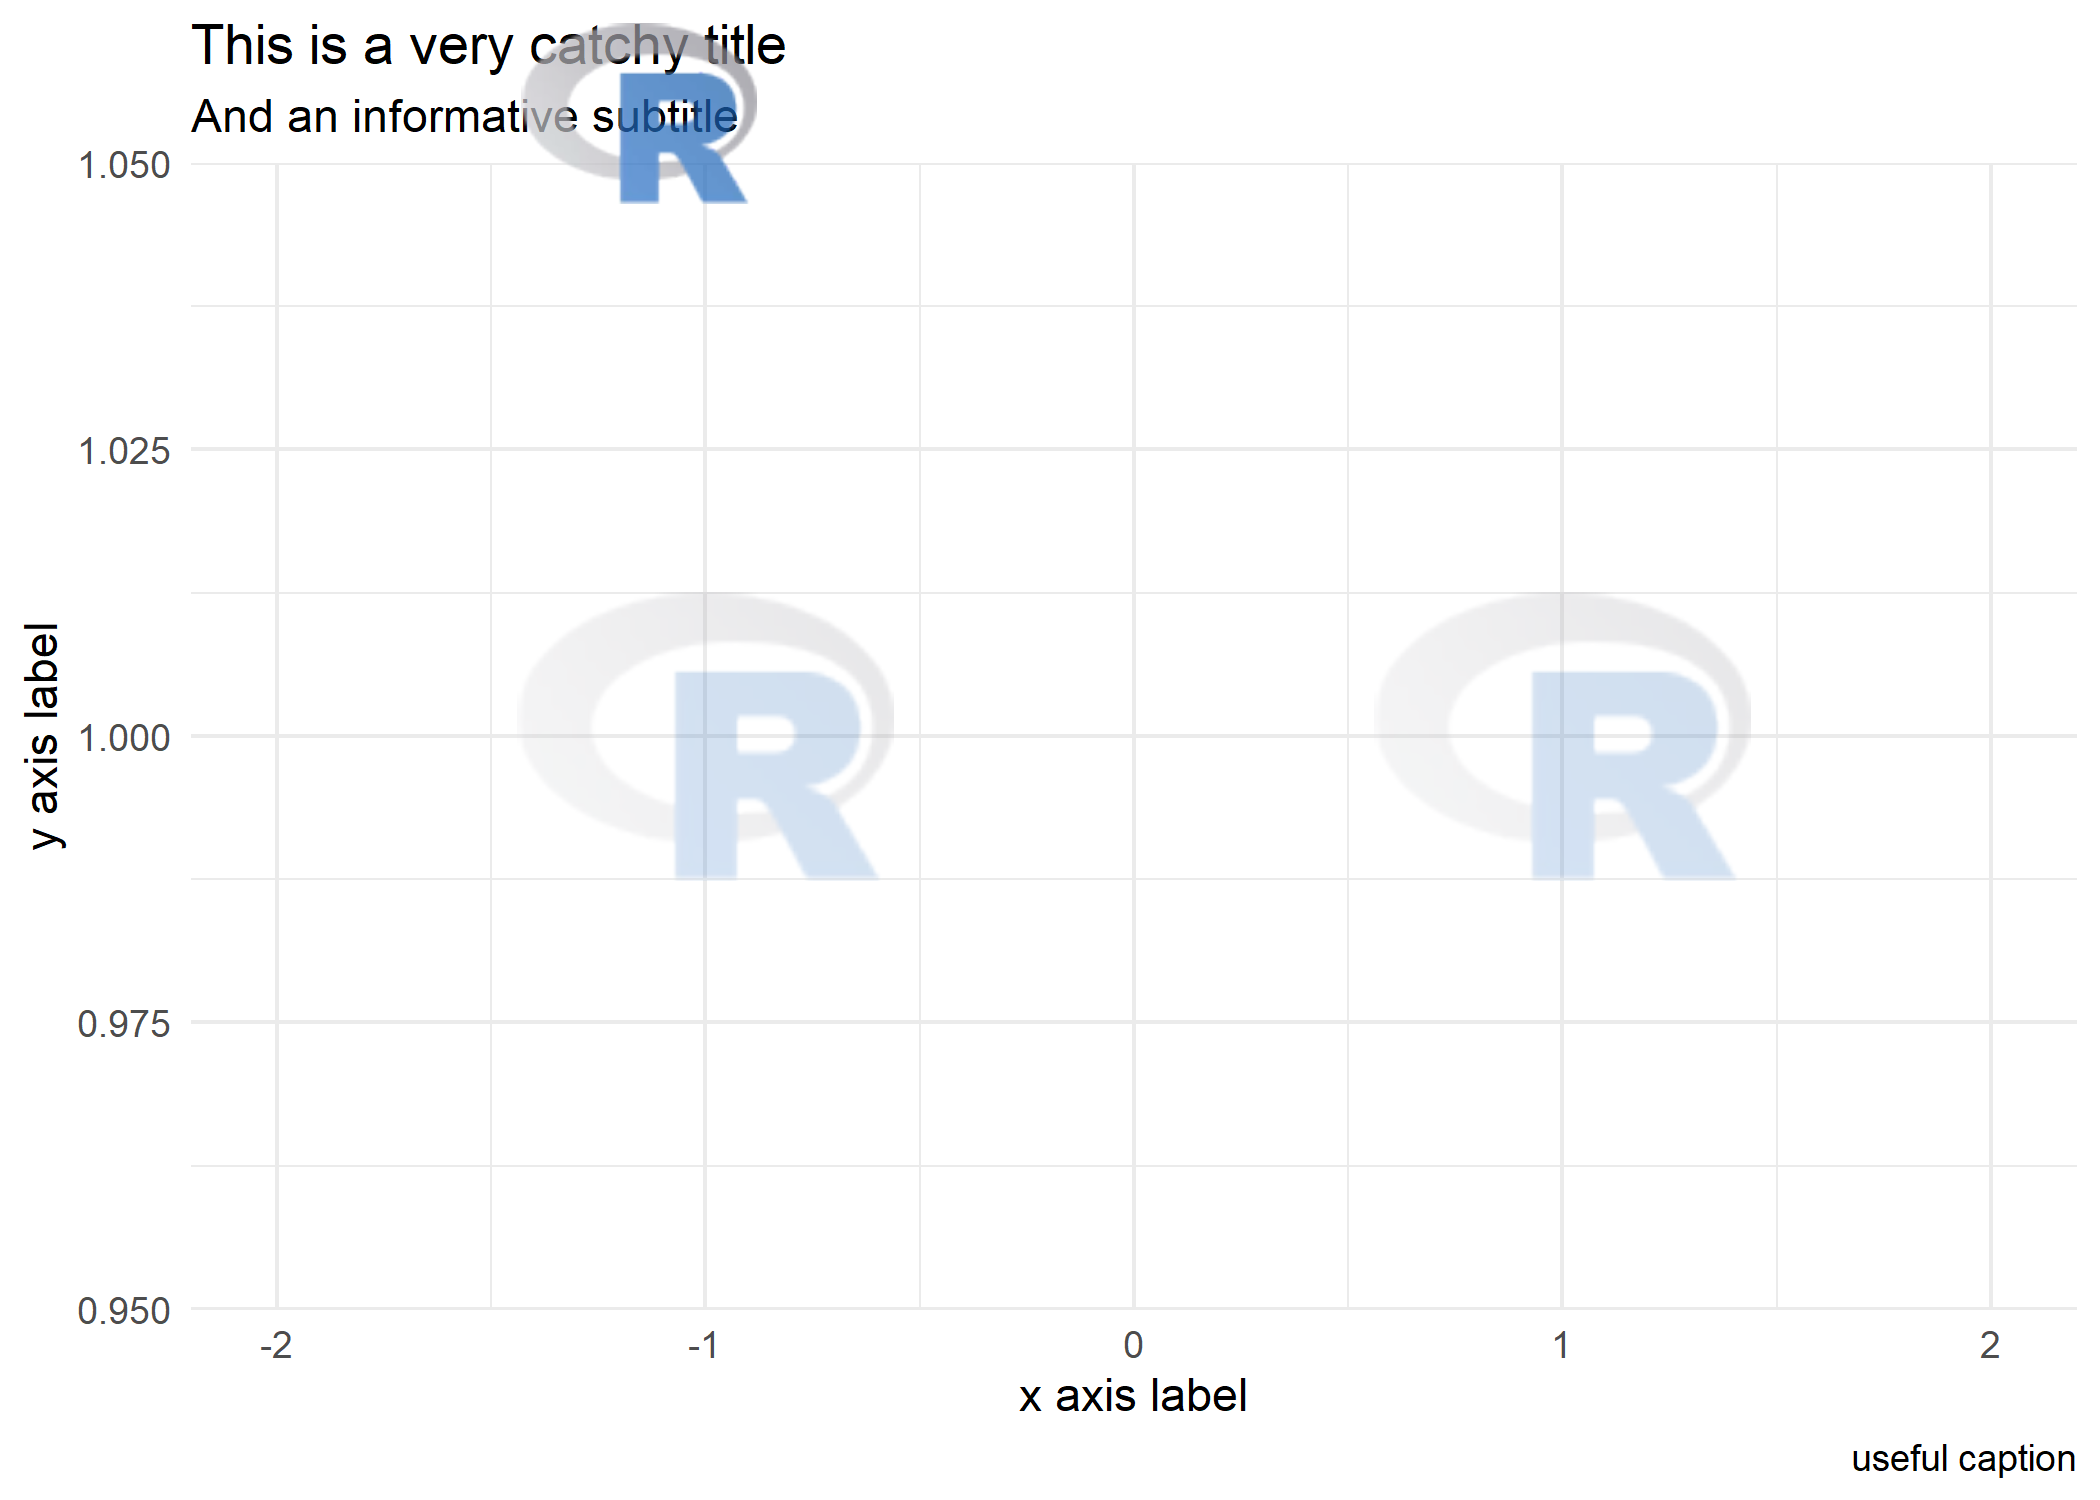 This is a very catchy title
And an informative subtitle
R
1.050
1.025
y axis label
1.000
R
R
0.975
0.950
-2 -1 0 1 2
x axis label
useful caption